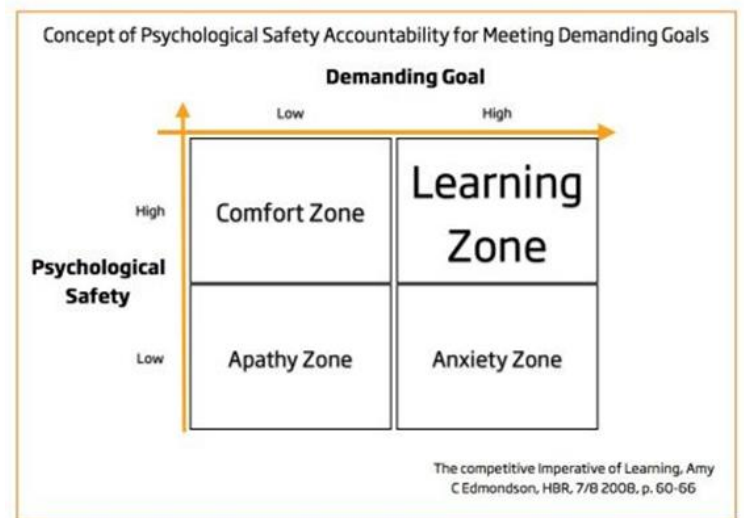 Concept of Psychological Safety Accountability for Meeting Demanding Goals
Demanding Goal
Low
High
High
Comfort Zone
Learning
Zone
Psychological
Safety
Low
Apathy Zone
Anxiety Zone
The competitive Imperative of Learning, Amy
C Edmondson, HBR, 7/8 2008, p. 60-66